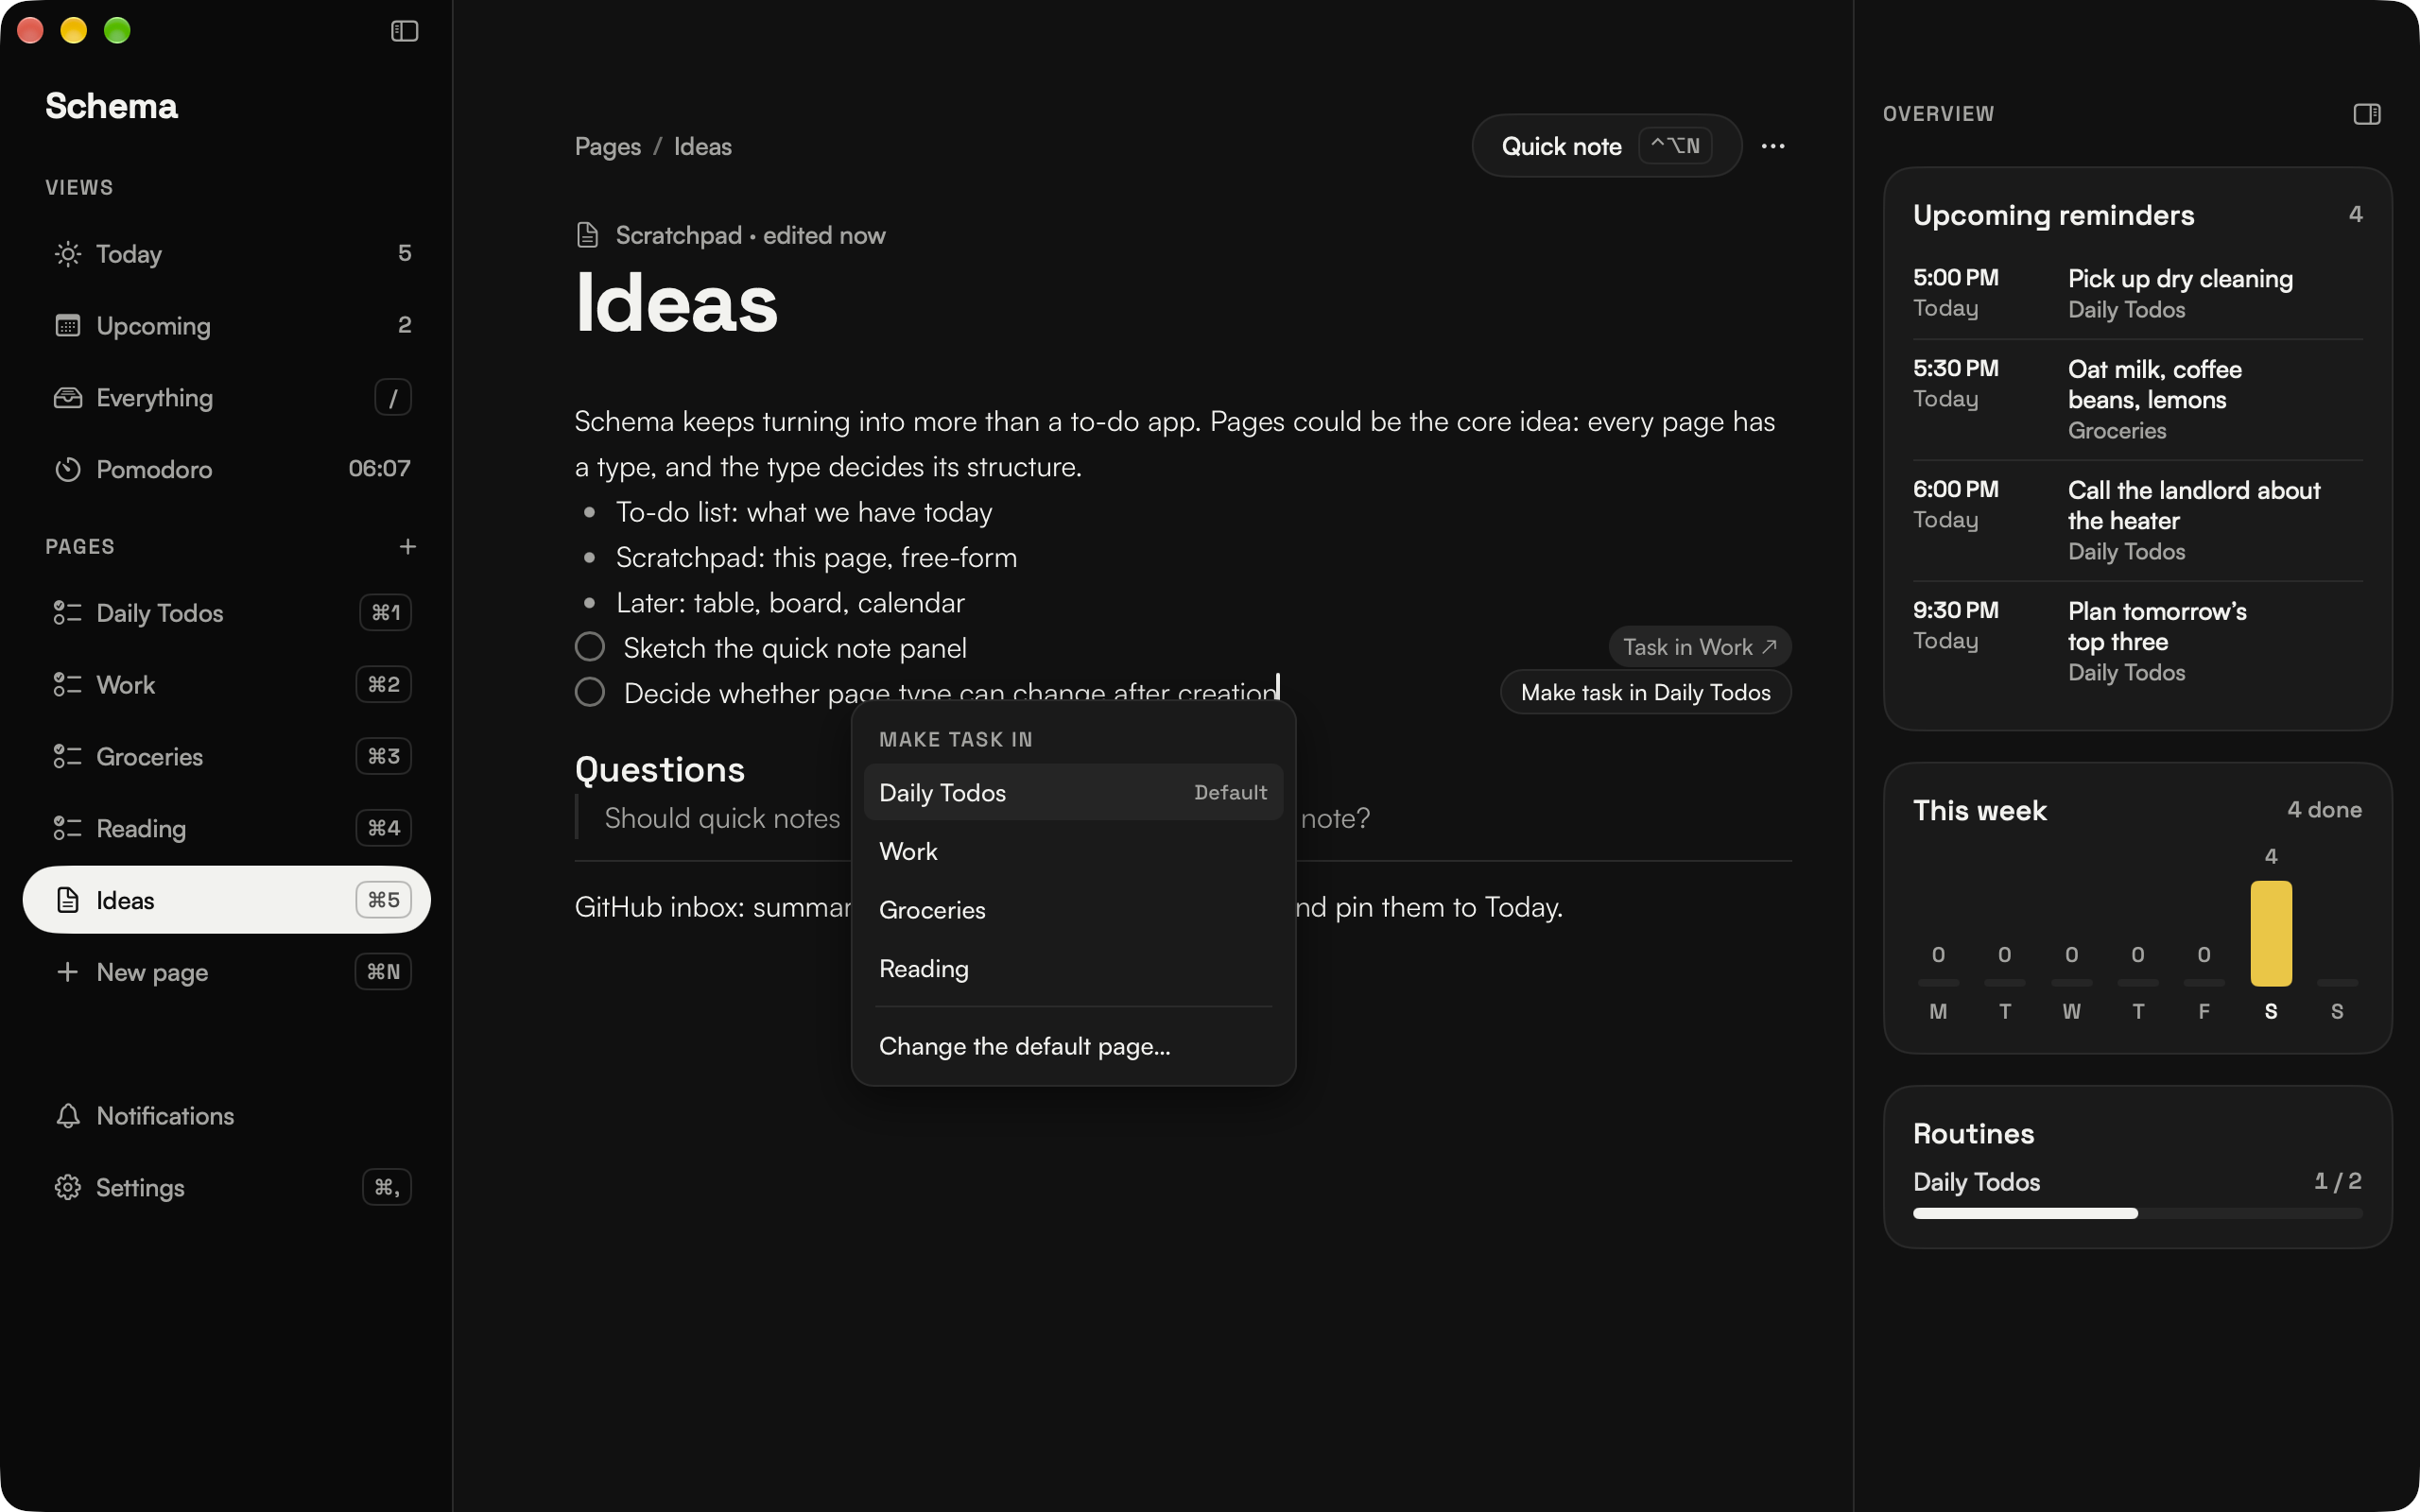 Schema
VIEWS
Today 5
Upcoming 2
Everything /
Pomodoro 06:07
PAGES +
Daily Todos ⌘1
Work ⌘2
Groceries ⌘3
Reading ⌘4
Ideas ⌘5
+ New page ⌘N
Notifications
Settings ⌘,
Pages / Ideas
Quick note ⌃⌥N
Scratchpad · edited now
Ideas
Schema keeps turning into more than a to-do app. Pages could be the core idea: every page has
a type, and the type decides its structure.
• To-do list: what we have today
• Scratchpad: this page, free-form
• Later: table, board, calendar
Sketch the quick note panel Task in Work ↗
Decide whether page type can change after creation Make task in Daily Todos
Questions
Should quick notes note?
GitHub inbox: nd pin them to Today.
MAKE TASK IN
Daily Todos Default
Work
Groceries
Reading
Change the default page...
OVERVIEW
Upcoming reminders 4
5:00 PM Pick up dry cleaning
Today Daily Todos
5:30 PM Oat milk, coffee
Today beans, lemons
Groceries
6:00 PM Call the landlord about
Today the heater
Daily Todos
9:30 PM Plan tomorrow’s
Today top three
Daily Todos
This week 4 done
4
0 0 0 0 0
M T W T F S S
Routines
Daily Todos 1 / 2